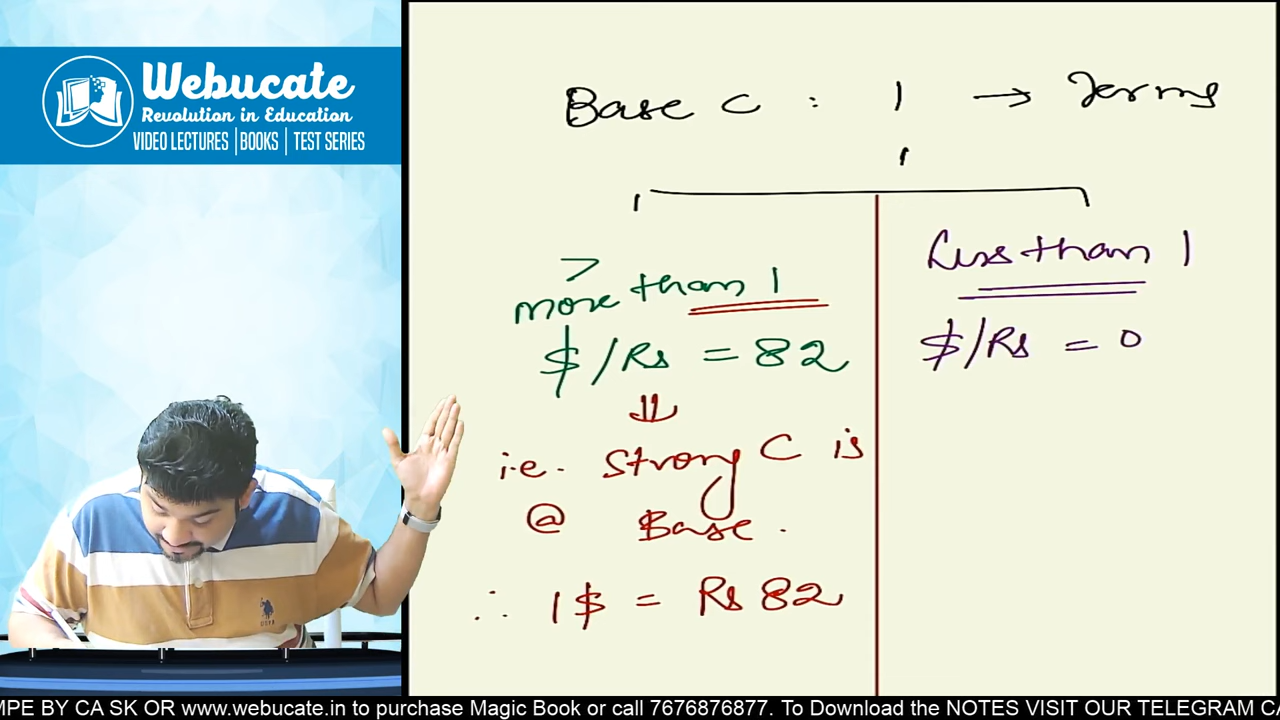 Webucate
Revolution in Education
VIDEO LECTURES | BOOKS | TEST SERIES
Base C : 1 → Terms
>
more than 1
$/Rs = 82
⇓
i.e. Strong C is
@ Base.
∴ 1$ = Rs 82
Less than 1
$/Rs = 0
MPE BY CA SK OR www.webucate.in to purchase Magic Book or call 7676876877. To Download the NOTES VISIT OUR TELEGRAM CA